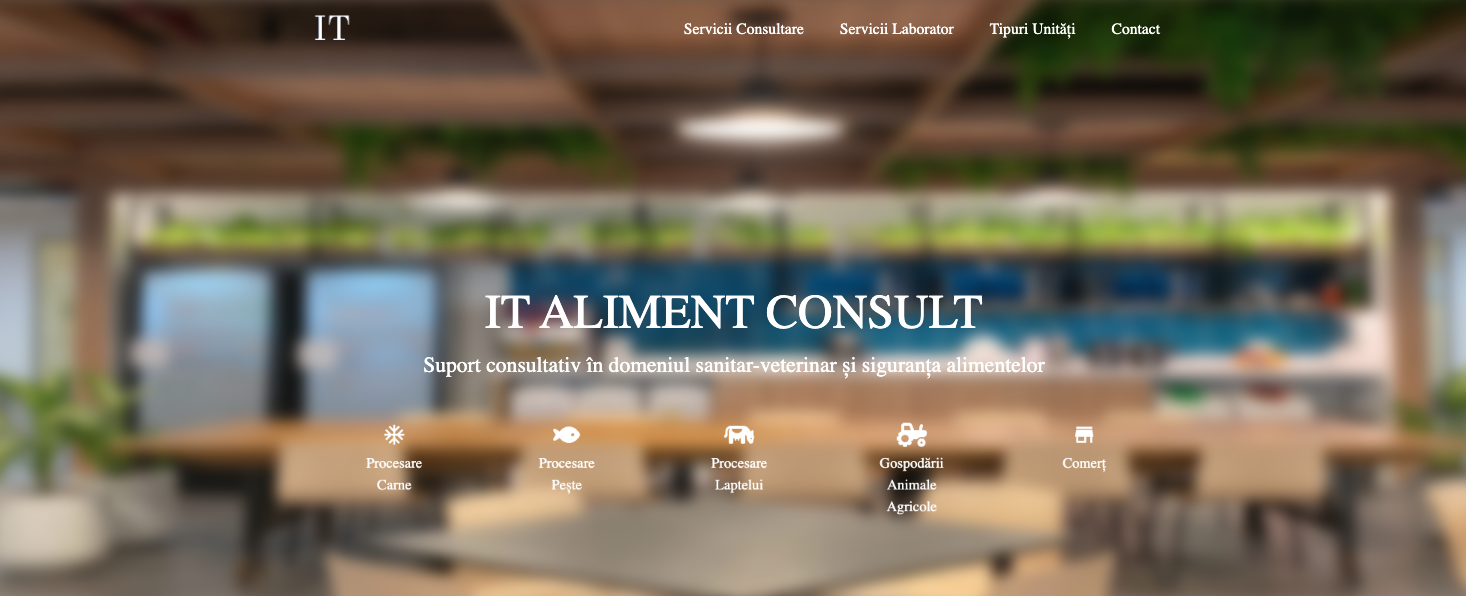 IT
Servicii Consultare
Servicii Laborator
Tipuri Unități
Contact
IT ALIMENT CONSULT
Suport consultativ în domeniul sanitar-veterinar și siguranța alimentelor
Procesare
Carne
Procesare
Pește
Procesare
Laptelui
Gospodării
Animale
Agricole
Comerț